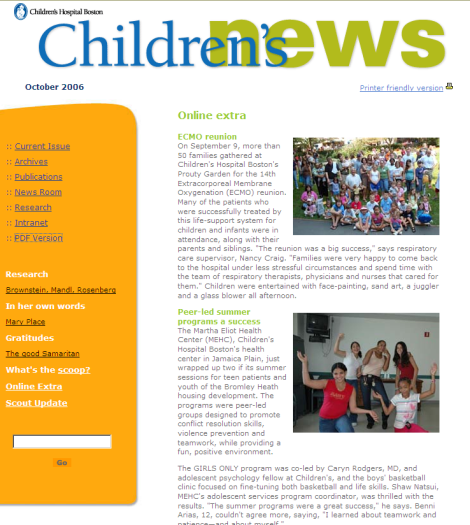 Children's Hospital Boston
Children's news
October 2006
Printer friendly version
:: Current Issue
:: Archives
:: Publications
:: News Room
:: Research
:: Intranet
:: PDF Version
Research
Brownstein, Mandl, Rosenberg
In her own words
Mary Place
Gratitudes
The good Samaritan
What's the scoop?
Online Extra
Scout Update
Go
Online extra
ECMO reunion
On September 9, more than
50 families gathered at
Children's Hospital Boston's
Prouty Garden for the 14th
Extracorporeal Membrane
Oxygenation (ECMO) reunion.
Many of the patients who
were successfully treated by
this life-support system for
children and infants were in
attendance, along with their
parents and siblings. "The reunion was a big success," says respiratory
care supervisor, Nancy Craig. "Families were very happy to come back
to the hospital under less stressful circumstances and spend time with
the team of respiratory therapists, physicians and nurses that cared for
them." Children were entertained with face-painting, sand art, a juggler
and a glass blower all afternoon.
Peer-led summer
programs a success
The Martha Eliot Health
Center (MEHC), Children's
Hospital Boston's health
center in Jamaica Plain, just
wrapped up two if its summer
sessions for teen patients and
youth of the Bromley Heath
housing development. The
programs were peer-led
groups designed to promote
conflict resolution skills,
violence prevention and
teamwork, while providing a
fun, positive environment.
The GIRLS ONLY program was co-led by Caryn Rodgers, MD, and
adolescent psychology fellow at Children's, and the boys' basketball
clinic focused on fine-tuning both basketball and life skills. Shaw Natsui,
MEHC's adolescent services program coordinator, was thrilled with the
results. "The summer programs were a great success," he says. Benni
Arias, 12, couldn't agree more, saying, "I learned about teamwork and
patience—and about myself."